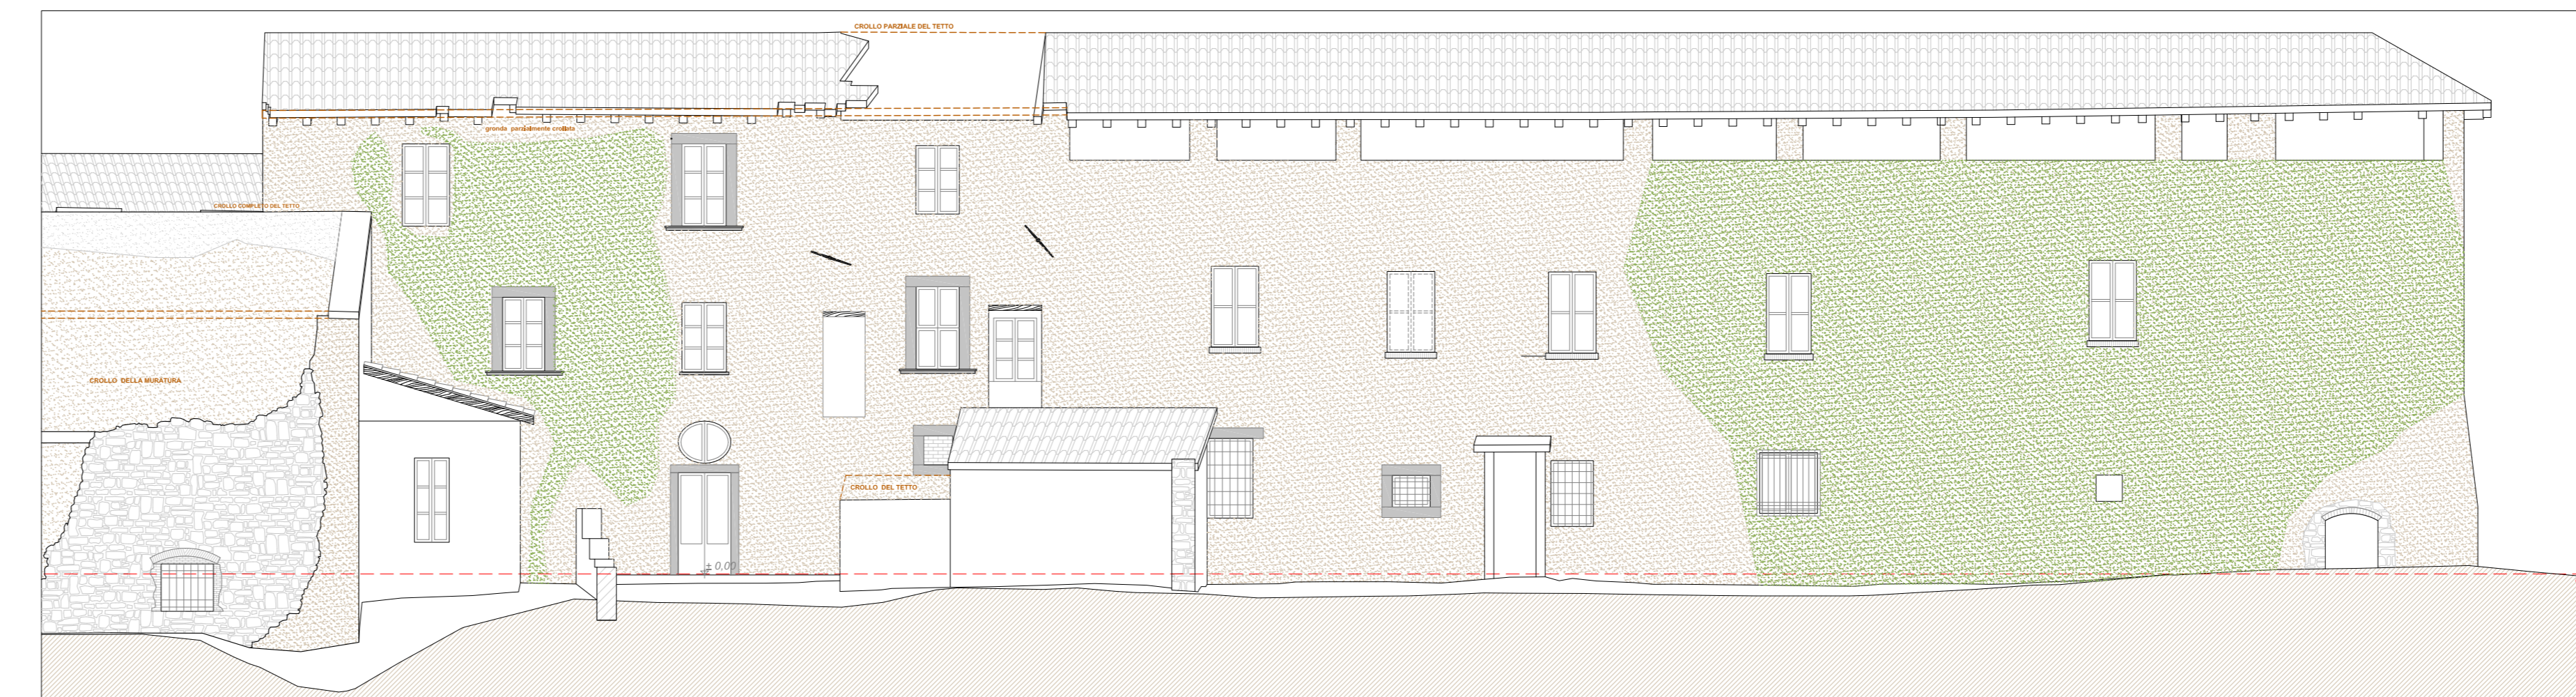 CROLLO PARZIALE DEL TETTO
gronda parzialmente crollata
CROLLO COMPLETO DEL TETTO
CROLLO DELLA MURATURA
CROLLO DEL TETTO
± 0,00